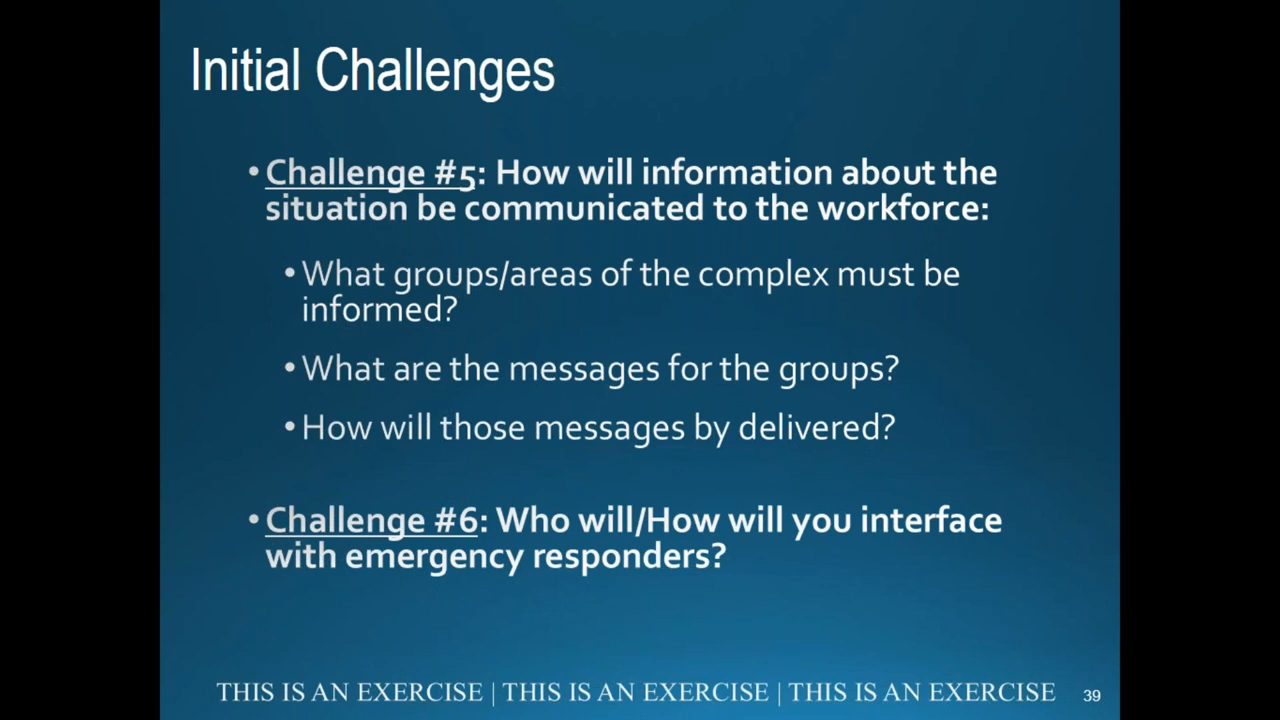 Initial Challenges
• Challenge #5: How will information about the
situation be communicated to the workforce:
• What groups/areas of the complex must be
informed?
• What are the messages for the groups?
• How will those messages by delivered?
• Challenge #6: Who will/How will you interface
with emergency responders?
THIS IS AN EXERCISE | THIS IS AN EXERCISE | THIS IS AN EXERCISE 39